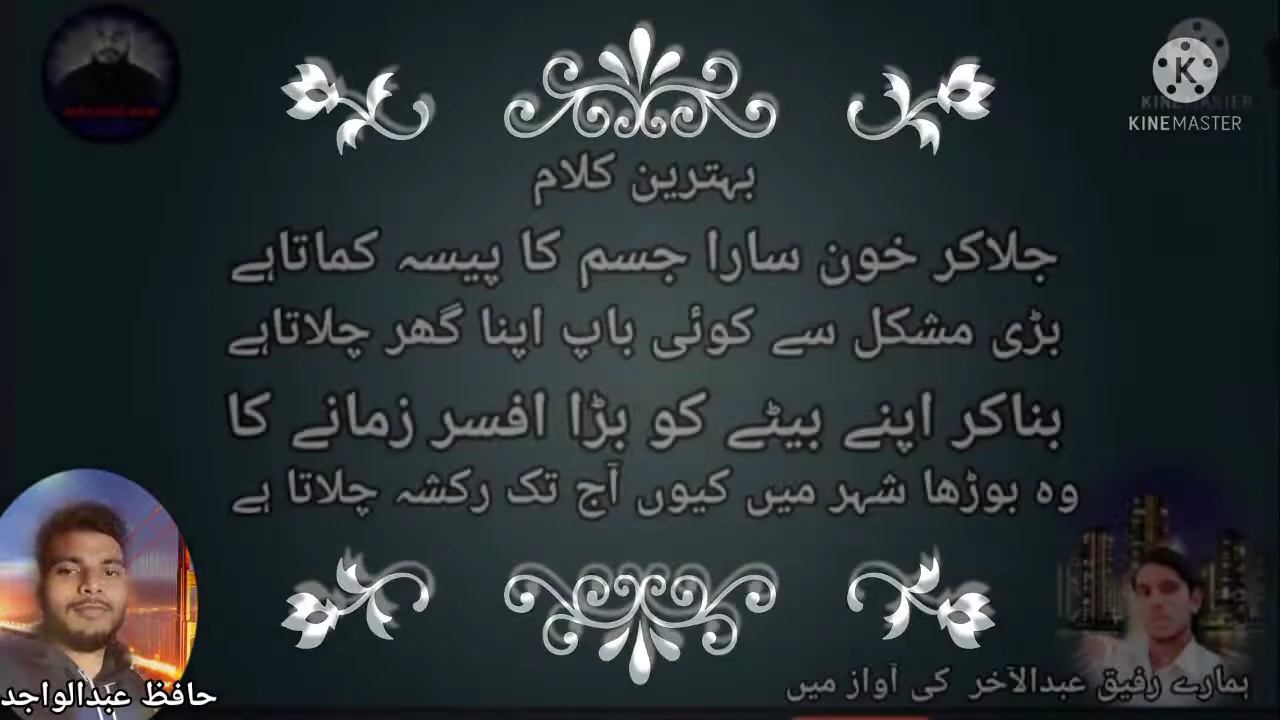 KINEMASTER
KINEMASTER
بہترین کلام
جلاکر خون سارا جسم کا پیسہ کماتاہے
بڑی مشکل سے کوئی باپ اپنا گھر چلاتاہے
بناکر اپنے بیٹے کو بڑا افسر زمانے کا
وہ بوڑھا شہر میں کیوں آج تک رکشہ چلاتا ہے
ہمارے رفیق عبدالآخر کی آواز میں
حافظ عبدالواجد